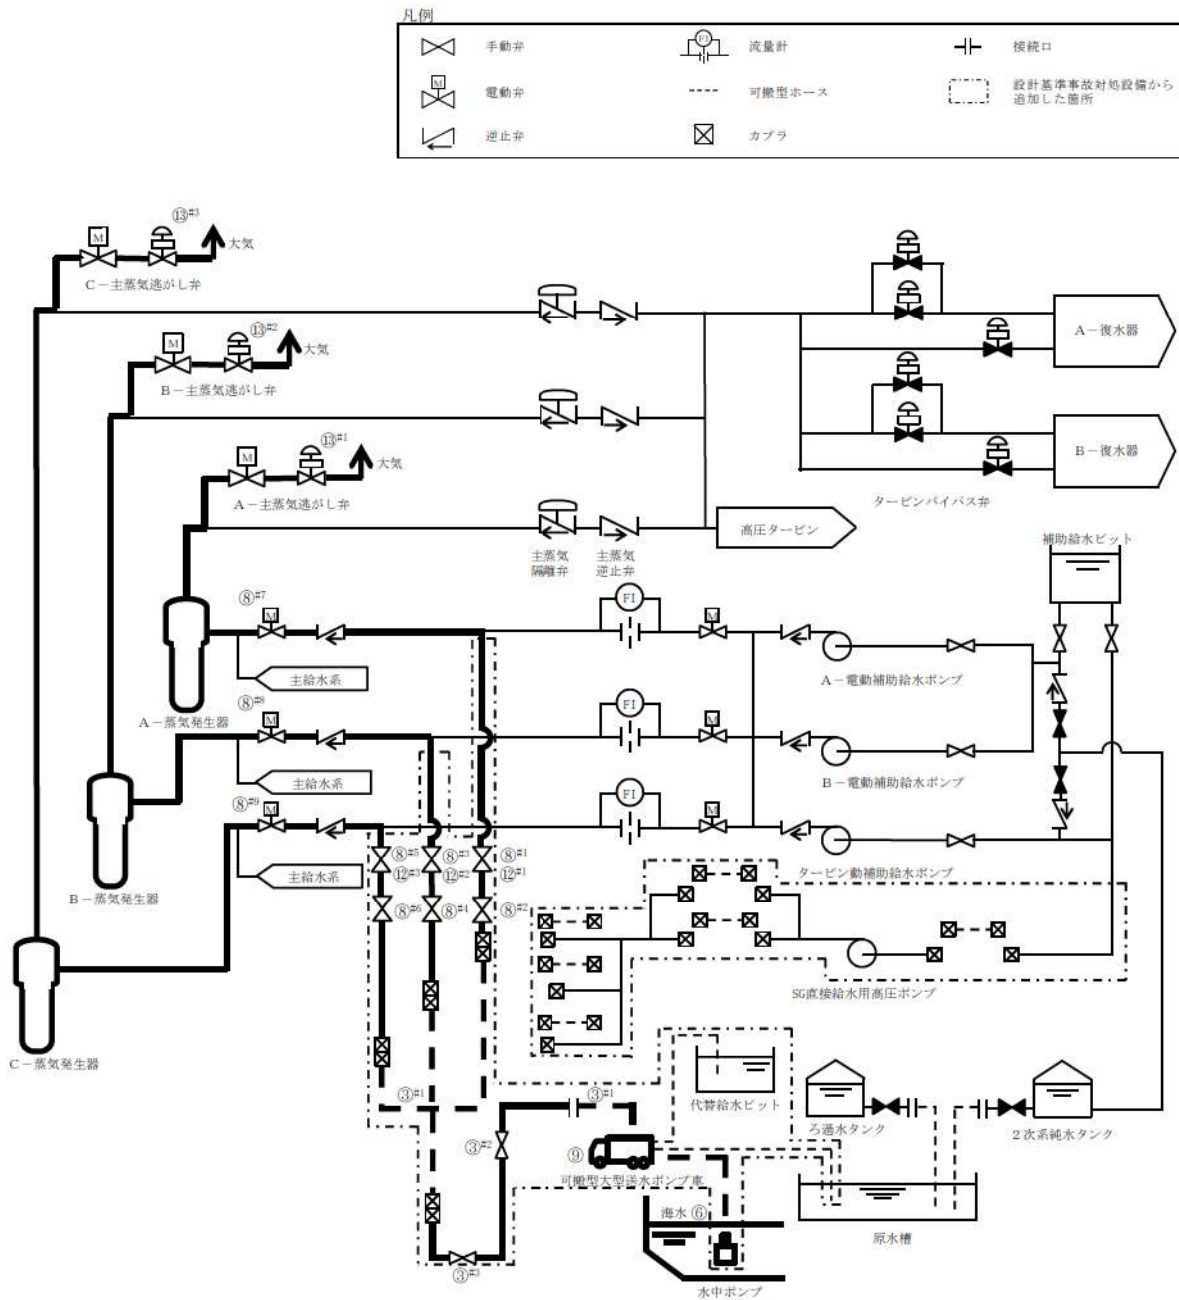 凡例
手動弁
流量計
接続口
電動弁
可搬型ホース
設計基準事故対処設備から
追加した箇所
逆止弁
カプラ
FI
M
⑬#3
M
大気
C－主蒸気逃がし弁
⑬#2
M
大気
B－主蒸気逃がし弁
⑬#1
M
大気
A－主蒸気逃がし弁
A－復水器
B－復水器
タービンバイパス弁
高圧タービン
主蒸気
隔離弁
主蒸気
逆止弁
補助給水ピット
⑧#7
M
FI
M
主給水系
A－電動補助給水ポンプ
A－蒸気発生器
⑧#8
M
FI
M
主給水系
B－電動補助給水ポンプ
⑧#9
M
FI
M
主給水系
タービン動補助給水ポンプ
B－蒸気発生器
⑧#5
⑧#3
⑧#1
⑫#3
⑫#2
⑫#1
⑧#6
⑧#4
⑧#2
SG直接給水用高圧ポンプ
C－蒸気発生器
③#1
③#1
代替給水ピット
ろ過水タンク
2次系純水タンク
③#2
⑨
可搬型大型送水ポンプ車
海水⑥
原水槽
③#3
水中ポンプ